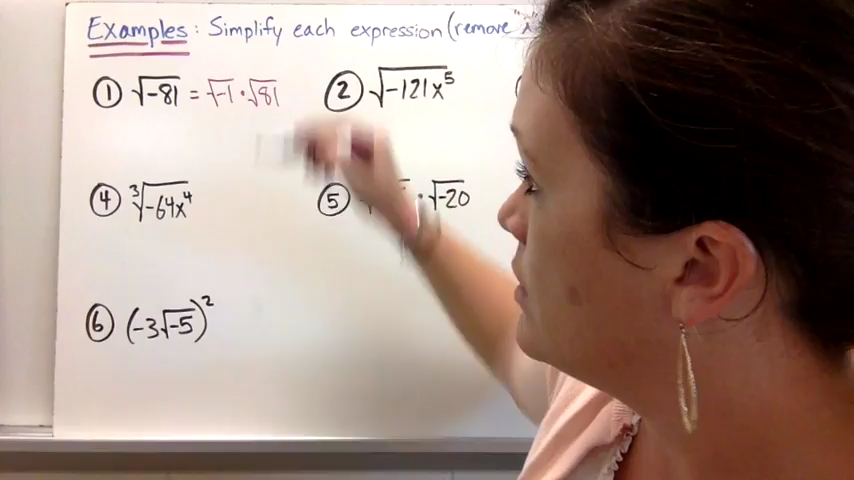 Examples: Simplify each expression (remove
① √-81 = √-1 · √81
② √-121x⁵
④ ³√-64x⁴
⑤ · √-20
⑥ (-3√-5)²